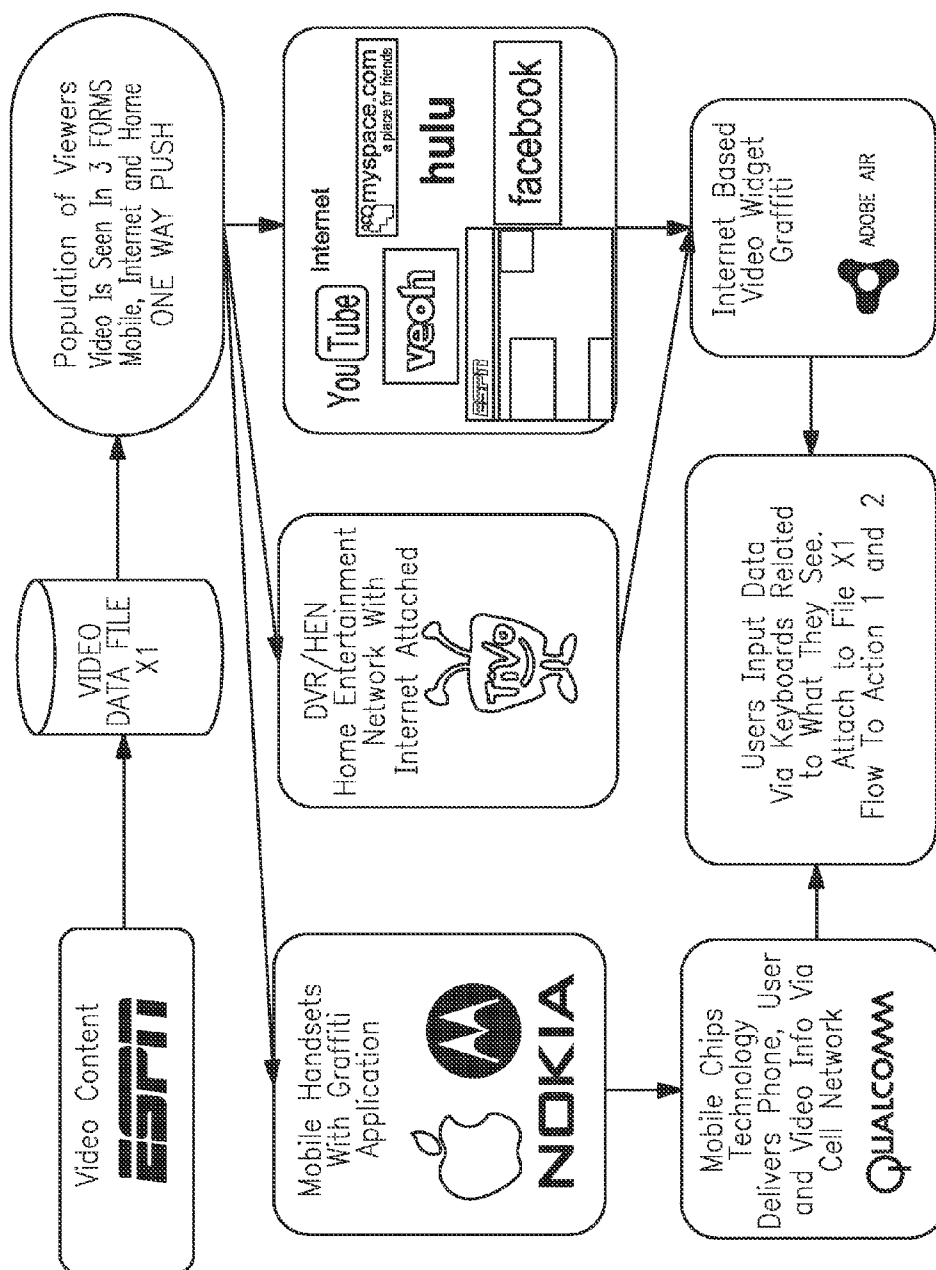 Video Content
ESPN
VIDEO
DATA FILE
X1
Population of Viewers
Video Is Seen In 3 FORMS
Mobile, Internet and Home
ONE WAY PUSH
Mobile Handsets
With Graffiti
Application
NOKIA
DVR/HEN
Home Entertainment
Network With
Internet Attached
TiVo
Internet
YouTube
myspace.com
a place for friends
veoh
hulu
ESPN
facebook
Mobile Chips
Technology
Delivers Phone, User
and Video Info Via
Cell Network
QUALCOMM
Users Input Data
Via Keyboards Related
to What They See.
Attach to File X1
Flow To Action 1 and 2
Internet Based
Video Widget
Graffiti
ADOBE AIR